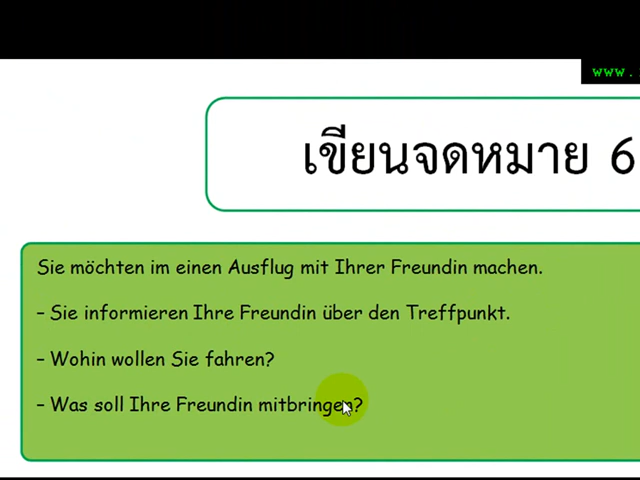 www.
เขียนจดหมาย 6
Sie möchten im einen Ausflug mit Ihrer Freundin machen.
– Sie informieren Ihre Freundin über den Treffpunkt.
– Wohin wollen Sie fahren?
– Was soll Ihre Freundin mitbringen?